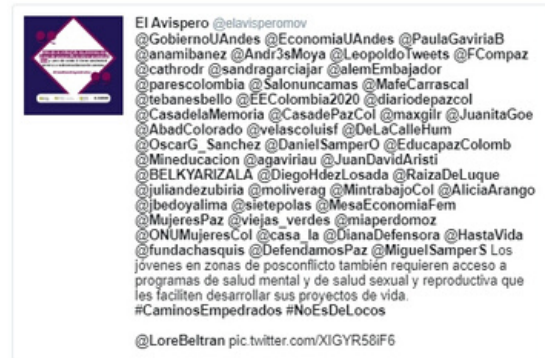 El Avispero @elavisperomov
@GobiernoUAndes @EconomiaUAndes @PaulaGaviriaB
@anamibanez @Andr3sMoya @LeopoldoTweets @FCompaz
@cathrodr @sandragarciajar @alemEmbajador
@parescolombia @Salonuncamas @MafeCarrascal
@tebanesbello @EEColombia2020 @diariodepazcol
@CasadelaMemoria @CasadePazCol @maxgilr @JuanitaGoe
@AbadColorado @velascoluisf @DeLaCalleHum
@OscarG_Sanchez @DanielSamperO @EducapazColomb
@Mineducacion @agaviriau @JuanDavidAristi
@BELKYARIZALA @DiegoHdezLosada @RaizaDeLuque
@juliandezubiria @moliverag @MintrabajoCol @AliciaArango
@jbedoyalima @sietepolas @MesaEconomiaFem
@MujeresPaz @viejas_verdes @miaperdomoz
@ONUMujeresCol @casa_la @DianaDefensora @HastaVida
@fundachasquis @DefendamosPaz @MiguelSamperS Los
jóvenes en zonas de posconflicto también requieren acceso a
programas de salud mental y de salud sexual y reproductiva que
les faciliten desarrollar sus proyectos de vida.
#CaminosEmpedrados #NoEsDeLocos
@LoreBeltran pic.twitter.com/XIGYR58iF6